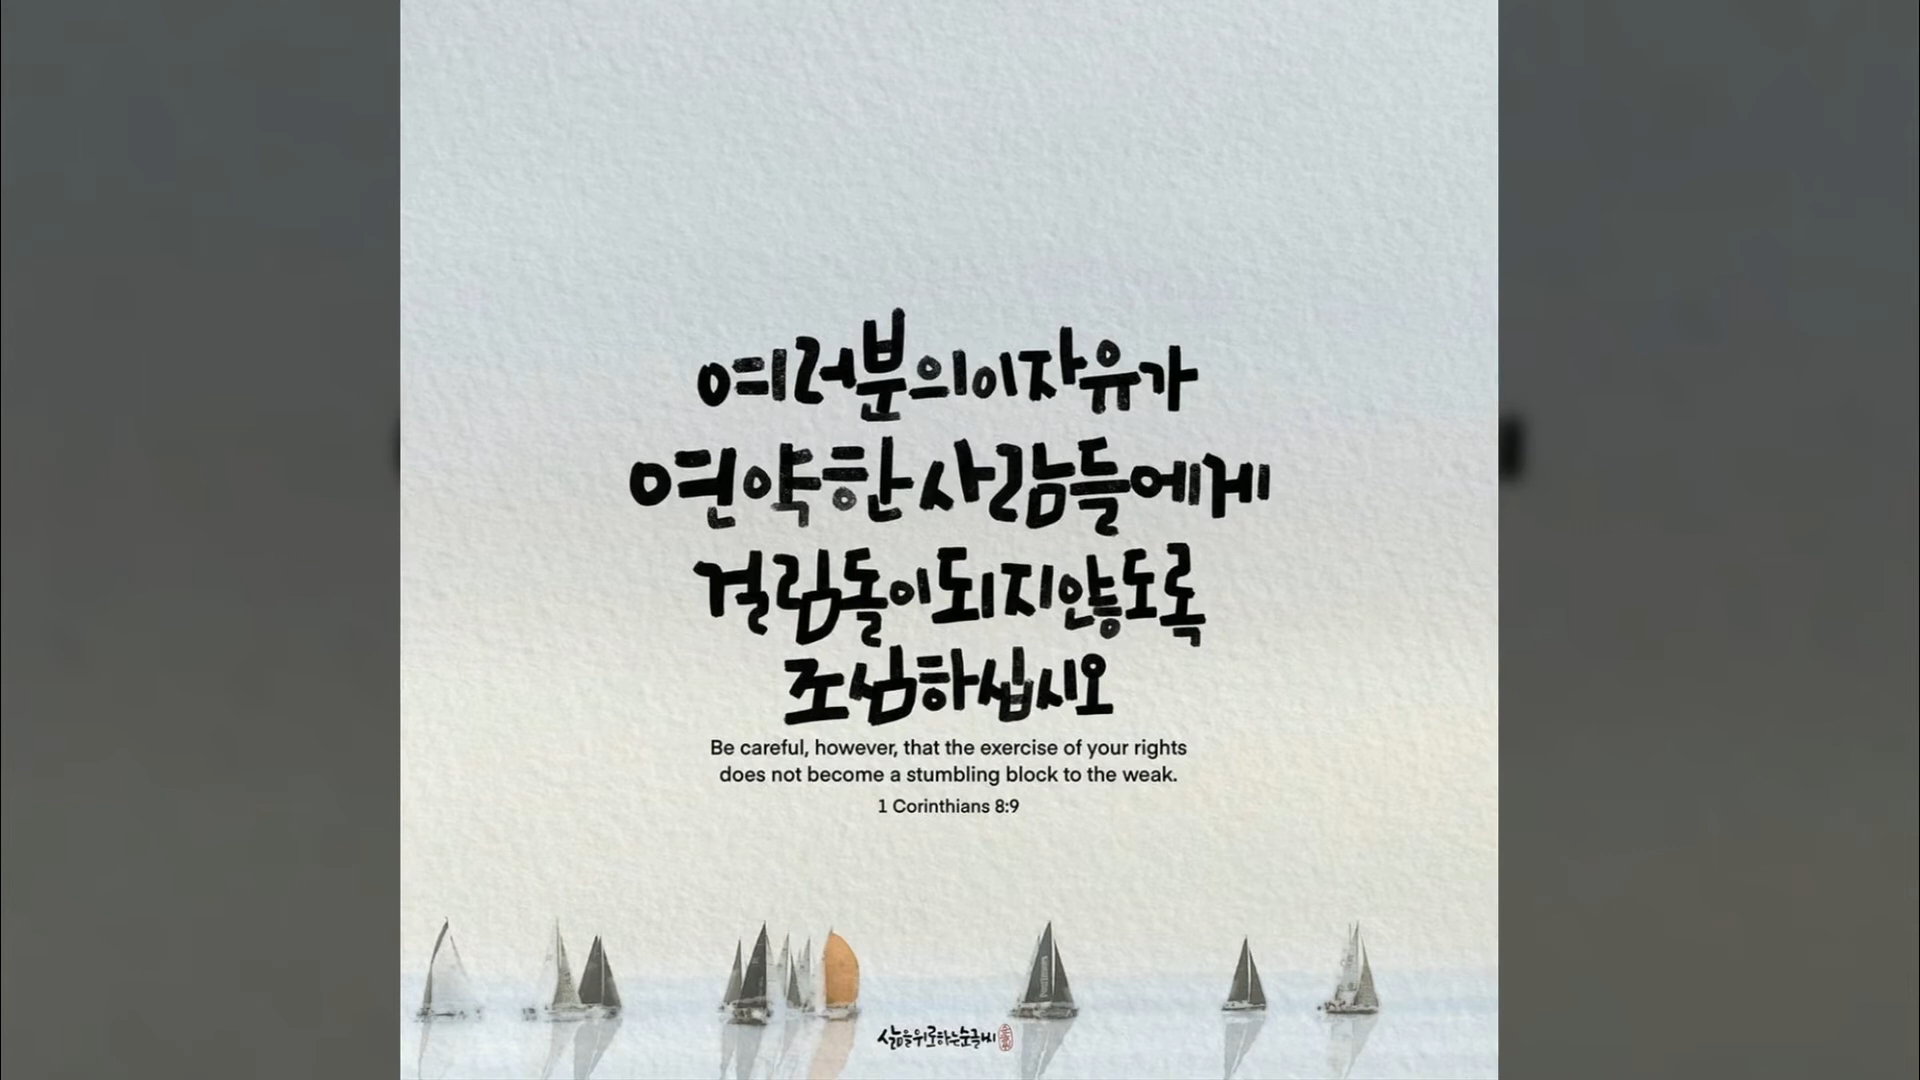 여러분의 이 자유가
연약한 사람들에게
걸림돌이 되지 않도록
조심하십시오
Be careful, however, that the exercise of your rights
does not become a stumbling block to the weak.
1 Corinthians 8:9
삶을위로하는순글씨